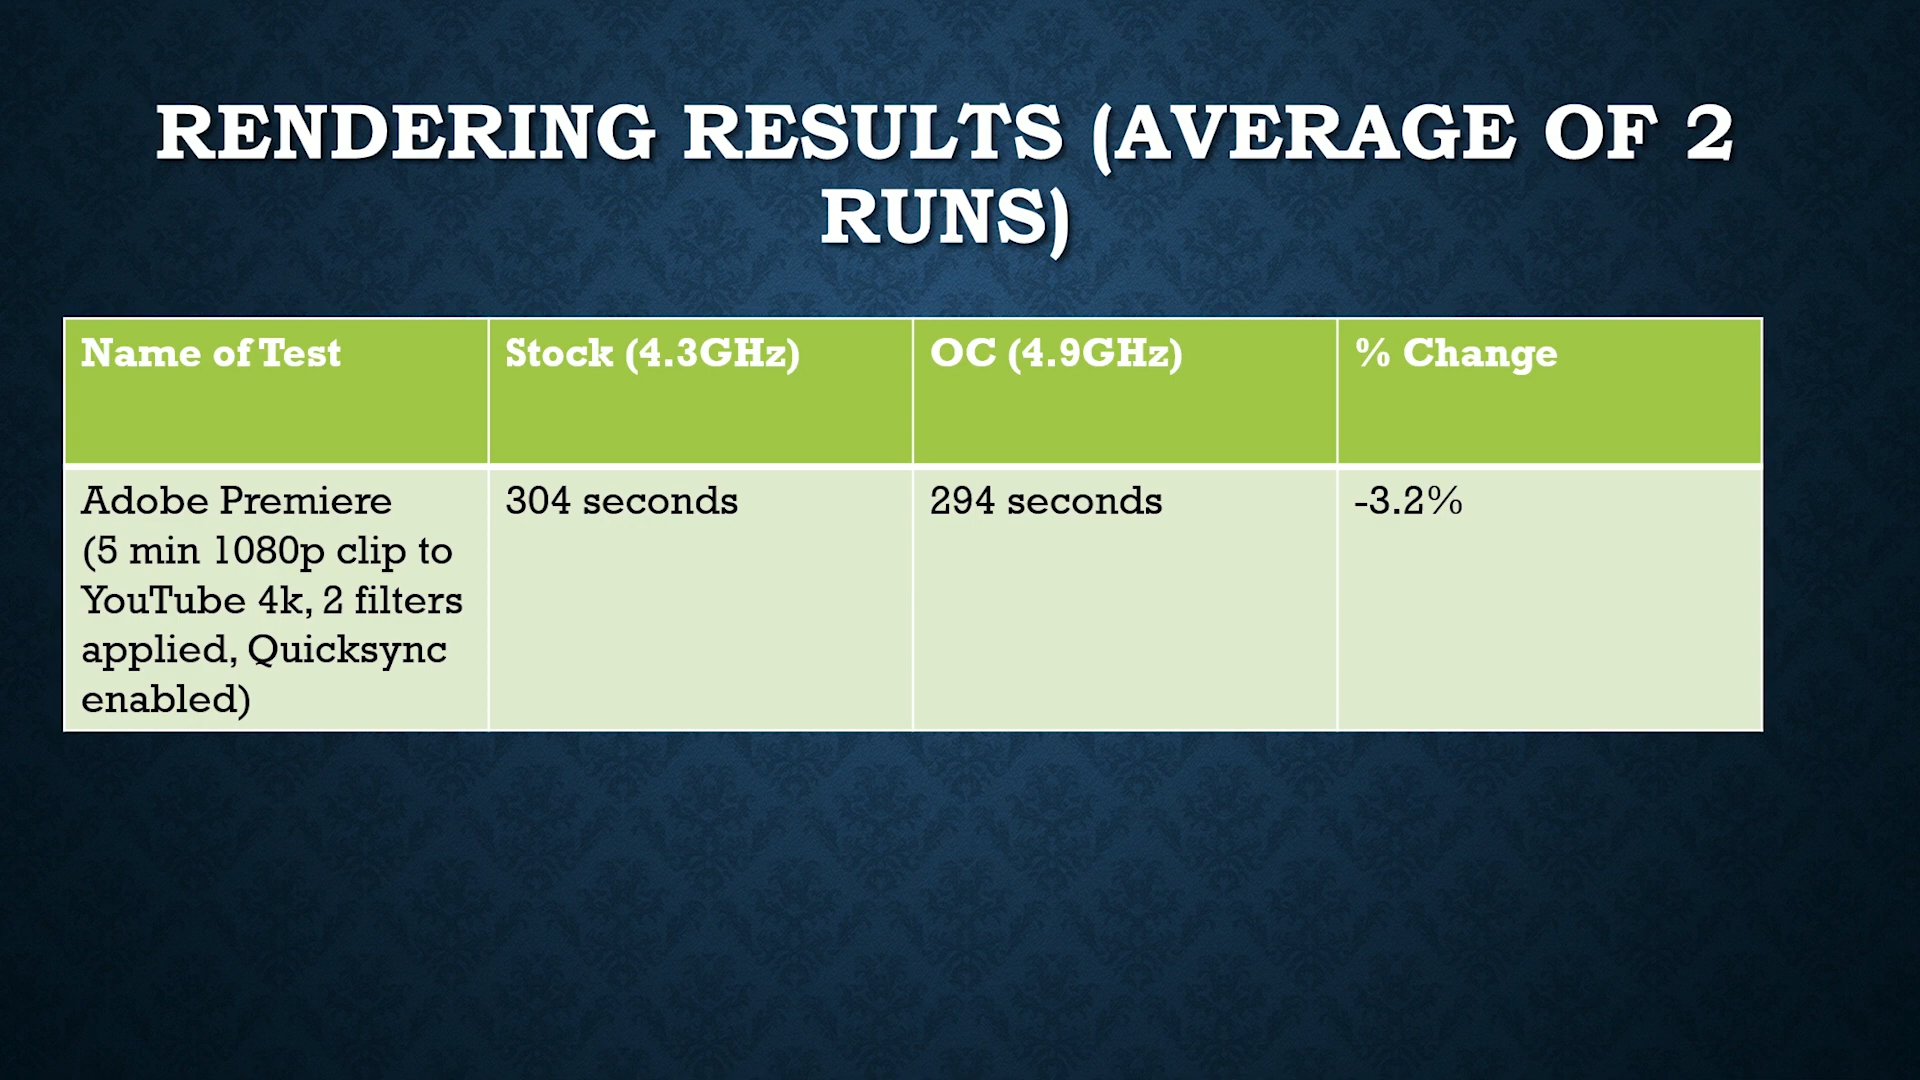 RENDERING RESULTS (AVERAGE OF 2
RUNS)
Name of Test
Stock (4.3GHz)
OC (4.9GHz)
% Change
Adobe Premiere
(5 min 1080p clip to
YouTube 4k, 2 filters
applied, Quicksync
enabled)
304 seconds
294 seconds
-3.2%